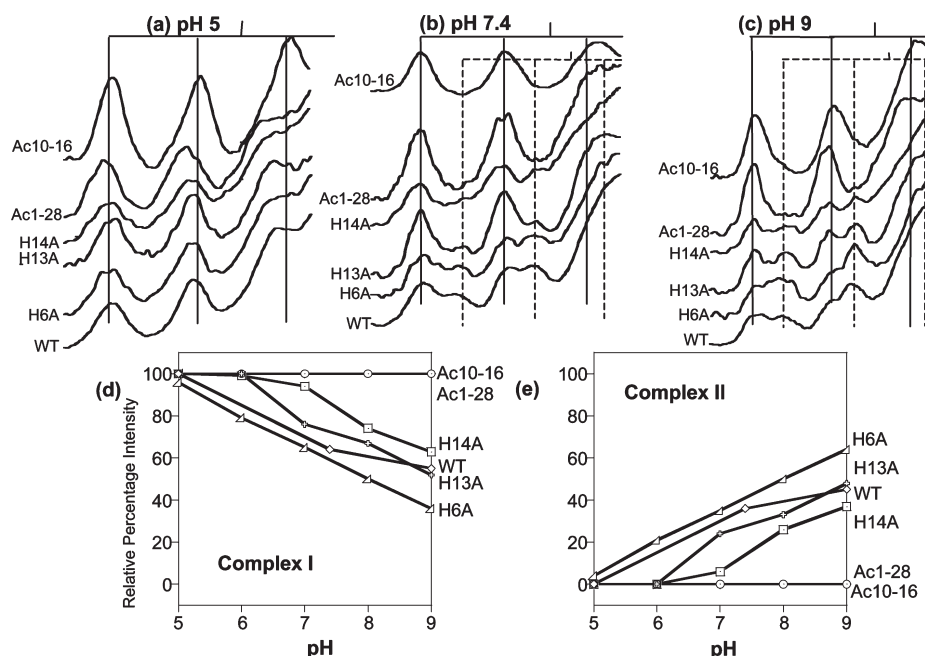 (a) pH 5
(b) pH 7.4
(c) pH 9
Ac10-16
Ac1-28
H14A
H13A
H6A
WT
Ac10-16
Ac1-28
H14A
H13A
H6A
WT
Ac10-16
Ac1-28
H14A
H13A
H6A
WT
(d)
Relative Percentage Intensity
100
80
60
40
20
0
5 6 7 8 9
pH
Complex I
Ac10-16
Ac1-28
H14A
WT
H13A
H6A
(e)
Complex II
100
80
60
40
20
0
5 6 7 8 9
pH
H6A
H13A
WT
H14A
Ac1-28
Ac10-16